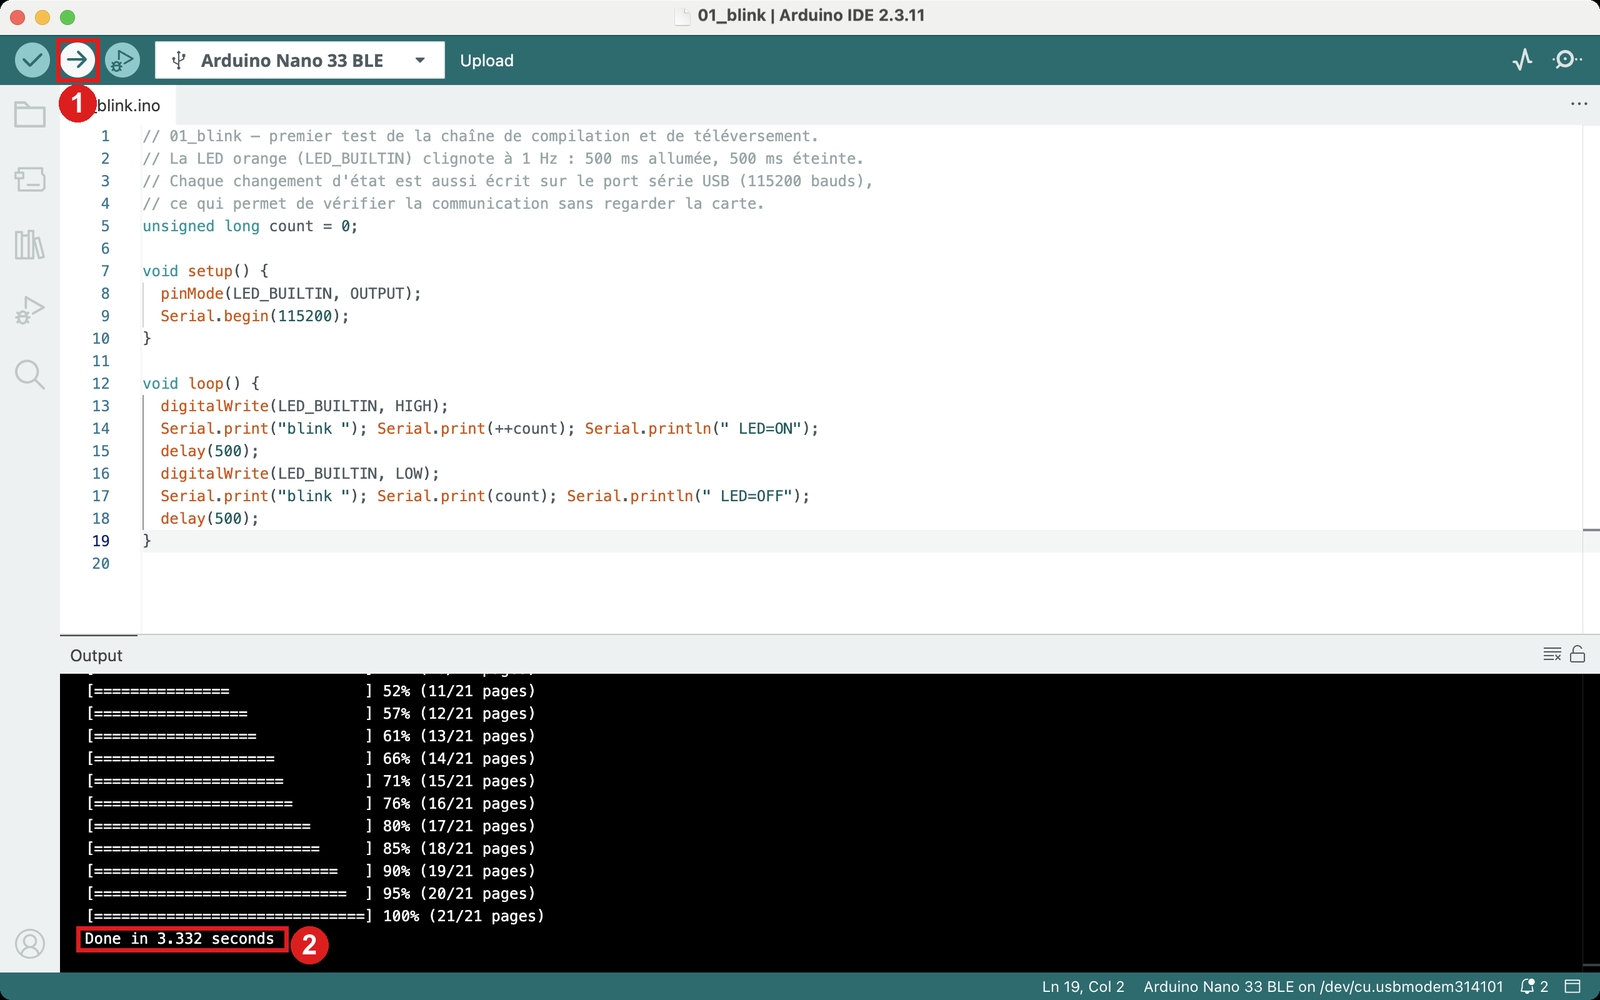 01_blink | Arduino IDE 2.3.11
Arduino Nano 33 BLE
Upload
1
blink.ino
1 // 01_blink – premier test de la chaîne de compilation et de téléversement.
2 // La LED orange (LED_BUILTIN) clignote à 1 Hz : 500 ms allumée, 500 ms éteinte.
3 // Chaque changement d'état est aussi écrit sur le port série USB (115200 bauds),
4 // ce qui permet de vérifier la communication sans regarder la carte.
5 unsigned long count = 0;
6
7 void setup() {
8   pinMode(LED_BUILTIN, OUTPUT);
9   Serial.begin(115200);
10 }
11
12 void loop() {
13   digitalWrite(LED_BUILTIN, HIGH);
14   Serial.print("blink "); Serial.print(++count); Serial.println(" LED=ON");
15   delay(500);
16   digitalWrite(LED_BUILTIN, LOW);
17   Serial.print("blink "); Serial.print(count); Serial.println(" LED=OFF");
18   delay(500);
19 }
20
Output
[===============               ] 52% (11/21 pages)
[=================             ] 57% (12/21 pages)
[==================            ] 61% (13/21 pages)
[====================          ] 66% (14/21 pages)
[=====================         ] 71% (15/21 pages)
[======================        ] 76% (16/21 pages)
[========================      ] 80% (17/21 pages)
[=========================     ] 85% (18/21 pages)
[===========================   ] 90% (19/21 pages)
[============================  ] 95% (20/21 pages)
[==============================] 100% (21/21 pages)
Done in 3.332 seconds
2
Ln 19, Col 2
Arduino Nano 33 BLE on /dev/cu.usbmodem314101
2